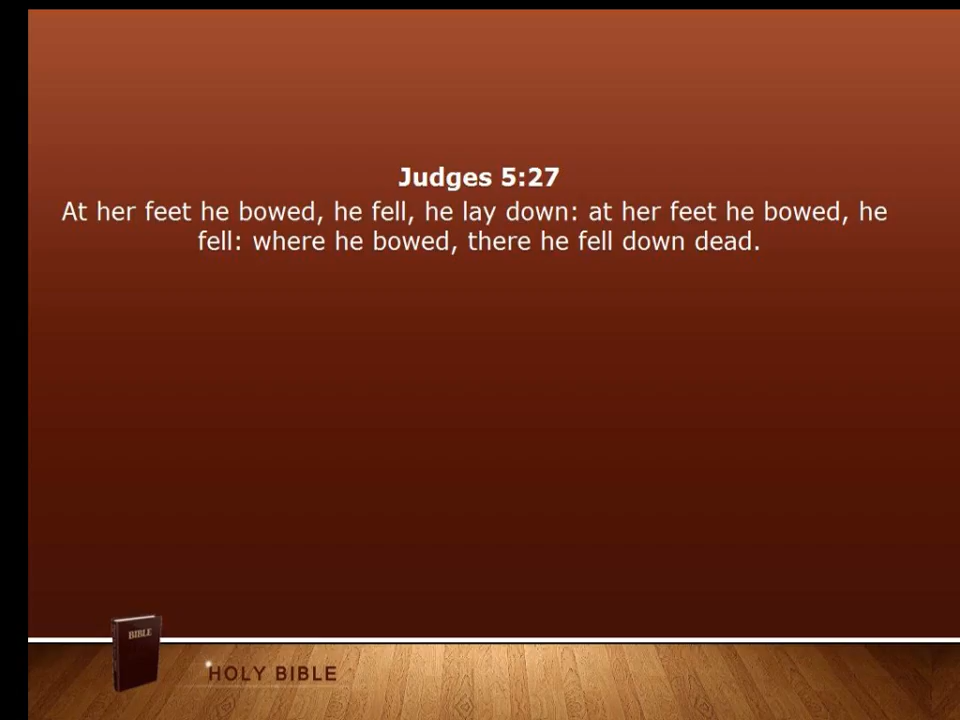 Judges 5:27
At her feet he bowed, he fell, he lay down: at her feet he bowed, he
fell: where he bowed, there he fell down dead.
BIBLE
HOLY BIBLE